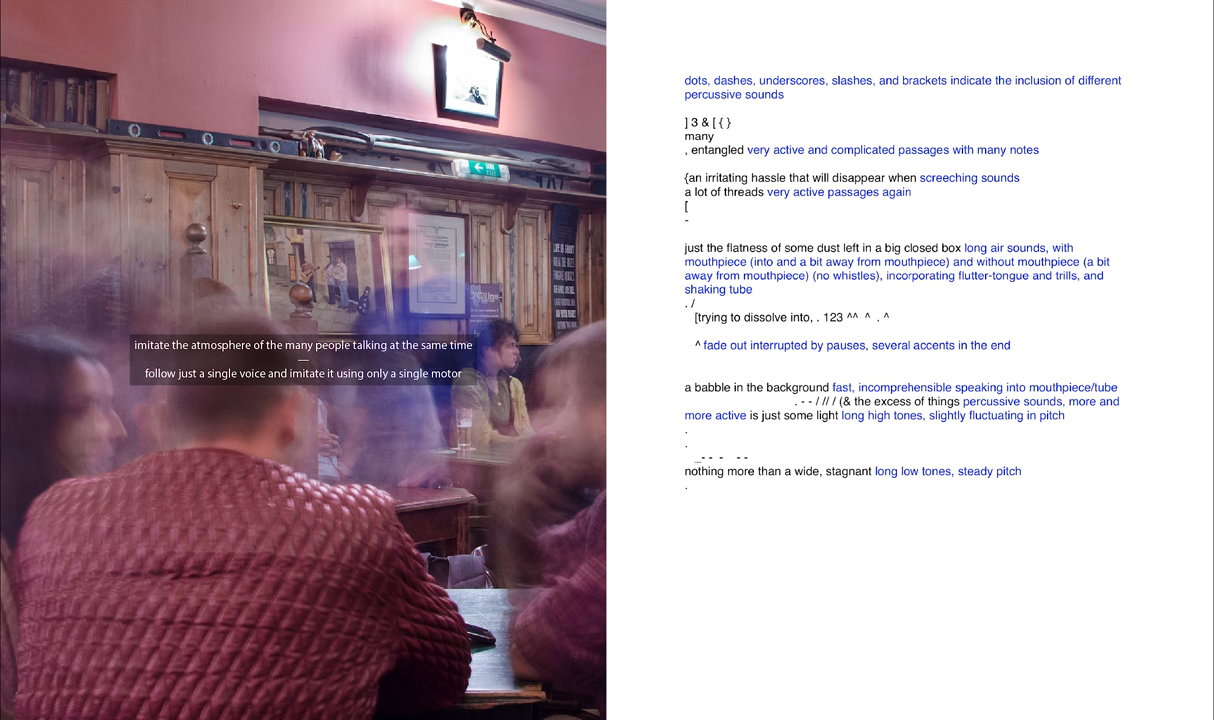 imitate the atmosphere of the many people talking at the same time
—
follow just a single voice and imitate it using only a single motor
dots, dashes, underscores, slashes, and brackets indicate the inclusion of different
percussive sounds
] 3 & [ { }
many
, entangled very active and complicated passages with many notes
{an irritating hassle that will disappear when screeching sounds
a lot of threads very active passages again
[
-
just the flatness of some dust left in a big closed box long air sounds, with
mouthpiece (into and a bit away from mouthpiece) and without mouthpiece (a bit
away from mouthpiece) (no whistles), incorporating flutter-tongue and trills, and
shaking tube
. /
[trying to dissolve into, . 123 ^^ ^ . ^
^ fade out interrupted by pauses, several accents in the end
a babble in the background fast, incomprehensible speaking into mouthpiece/tube
. - - / // / (& the excess of things percussive sounds, more and
more active is just some light long high tones, slightly fluctuating in pitch
.
.
_- - - - -
nothing more than a wide, stagnant long low tones, steady pitch
.